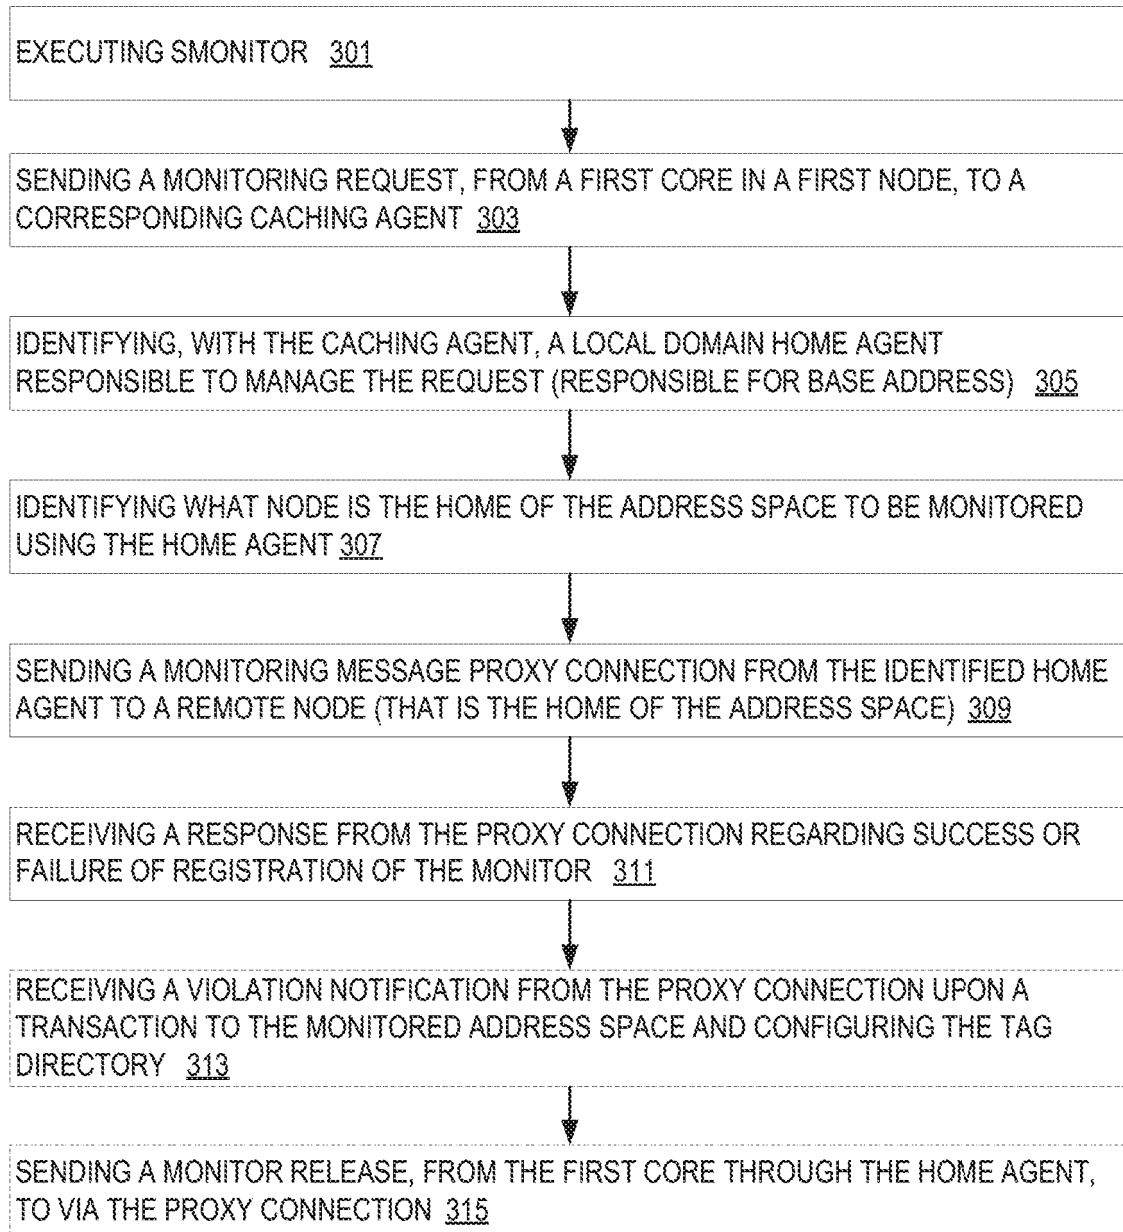 EXECUTING SMONITOR 301
SENDING A MONITORING REQUEST, FROM A FIRST CORE IN A FIRST NODE, TO A
CORRESPONDING CACHING AGENT 303
IDENTIFYING, WITH THE CACHING AGENT, A LOCAL DOMAIN HOME AGENT
RESPONSIBLE TO MANAGE THE REQUEST (RESPONSIBLE FOR BASE ADDRESS) 305
IDENTIFYING WHAT NODE IS THE HOME OF THE ADDRESS SPACE TO BE MONITORED
USING THE HOME AGENT 307
SENDING A MONITORING MESSAGE PROXY CONNECTION FROM THE IDENTIFIED HOME
AGENT TO A REMOTE NODE (THAT IS THE HOME OF THE ADDRESS SPACE) 309
RECEIVING A RESPONSE FROM THE PROXY CONNECTION REGARDING SUCCESS OR
FAILURE OF REGISTRATION OF THE MONITOR 311
RECEIVING A VIOLATION NOTIFICATION FROM THE PROXY CONNECTION UPON A
TRANSACTION TO THE MONITORED ADDRESS SPACE AND CONFIGURING THE TAG
DIRECTORY 313
SENDING A MONITOR RELEASE, FROM THE FIRST CORE THROUGH THE HOME AGENT,
TO VIA THE PROXY CONNECTION 315